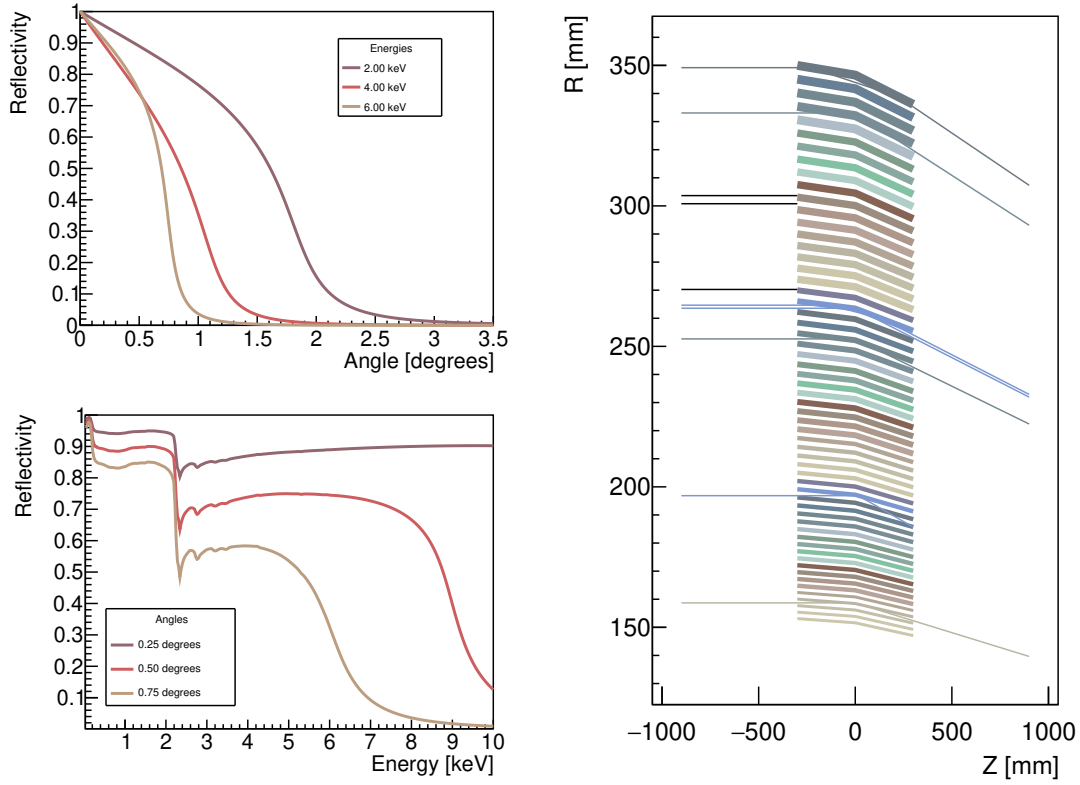 Reflectivity
1
0.9
0.8
0.7
0.6
0.5
0.4
0.3
0.2
0.1
0
Energies
2.00 keV
4.00 keV
6.00 keV
0 0.5 1 1.5 2 2.5 3 3.5
Angle [degrees]
Reflectivity
1
0.9
0.8
0.7
0.6
0.5
0.4
0.3
0.2
0.1
Angles
0.25 degrees
0.50 degrees
0.75 degrees
1 2 3 4 5 6 7 8 9 10
Energy [keV]
R [mm]
350
300
250
200
150
−1000 −500 0 500 1000
Z [mm]